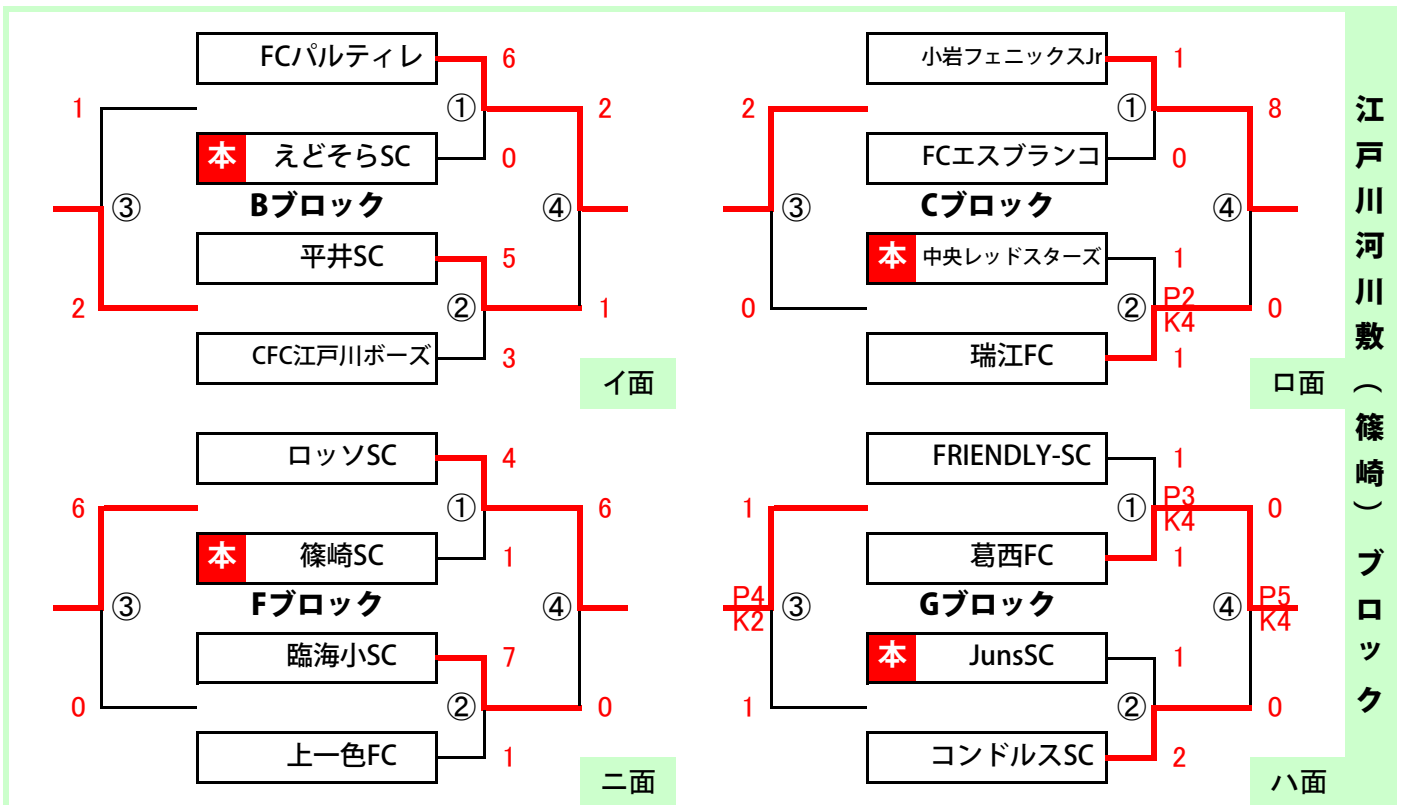 FCパルティレ
6
1
①
2
本 えどそらSC
0
③
Bブロック
④
平井SC
5
2
②
1
CFC江戸川ボーズ
3
イ面
小岩フェニックスJr
1
2
①
8
FCエスブランコ
0
③
Cブロック
④
本 中央レッドスターズ
1
0
②
P2
K4
0
瑞江FC
1
ロ面
ロッソSC
4
6
①
6
本 篠崎SC
1
③
Fブロック
④
臨海小SC
7
0
②
0
上一色FC
1
ニ面
FRIENDLY-SC
1
1
①
P3
K4
0
葛西FC
1
P4
K2
③
Gブロック
④
P5
K4
本 JunsSC
1
1
②
0
コンドルスSC
2
ハ面
江戸川河川敷(篠崎)ブロック